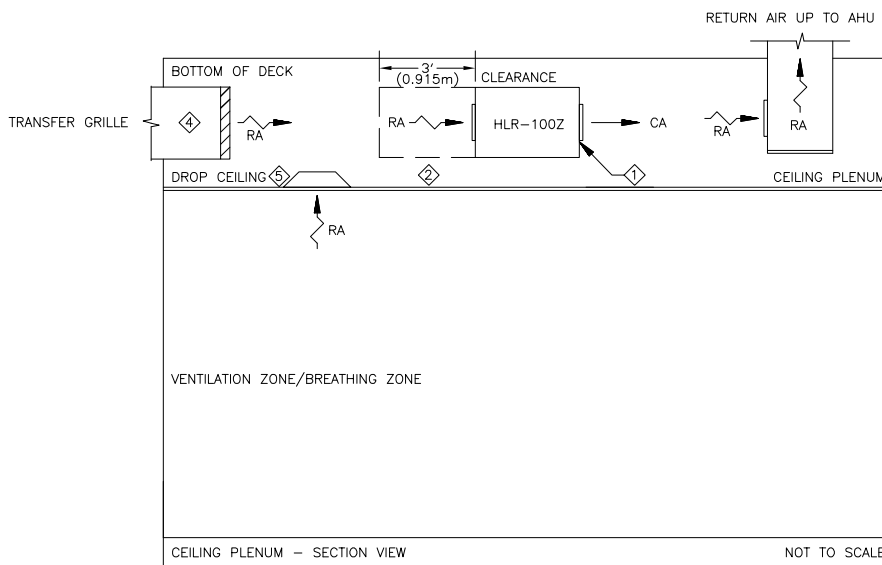 RETURN AIR UP TO AHU
BOTTOM OF DECK
3'
(0.915m)
CLEARANCE
TRANSFER GRILLE
4
RA
RA
HLR-100Z
CA
RA
RA
DROP CEILING
5
2
1
CEILING PLENUM
RA
VENTILATION ZONE/BREATHING ZONE
CEILING PLENUM - SECTION VIEW
NOT TO SCALE